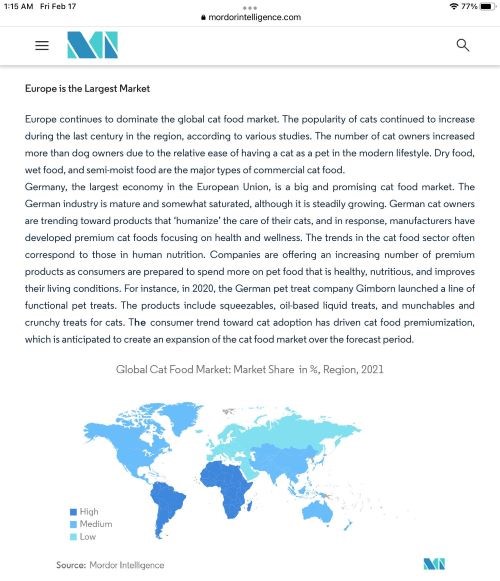 1:15 AM Fri Feb 17
77%
mordorintelligence.com
Europe is the Largest Market
Europe continues to dominate the global cat food market. The popularity of cats continued to increase
during the last century in the region, according to various studies. The number of cat owners increased
more than dog owners due to the relative ease of having a cat as a pet in the modern lifestyle. Dry food,
wet food, and semi-moist food are the major types of commercial cat food.
Germany, the largest economy in the European Union, is a big and promising cat food market. The
German industry is mature and somewhat saturated, although it is steadily growing. German cat owners
are trending toward products that ‘humanize’ the care of their cats, and in response, manufacturers have
developed premium cat foods focusing on health and wellness. The trends in the cat food sector often
correspond to those in human nutrition. Companies are offering an increasing number of premium
products as consumers are prepared to spend more on pet food that is healthy, nutritious, and improves
their living conditions. For instance, in 2020, the German pet treat company Gimborn launched a line of
functional pet treats. The products include squeezables, oil-based liquid treats, and munchables and
crunchy treats for cats. The consumer trend toward cat adoption has driven cat food premiumization,
which is anticipated to create an expansion of the cat food market over the forecast period.
Global Cat Food Market: Market Share in %, Region, 2021
High
Medium
Low
Source: Mordor Intelligence